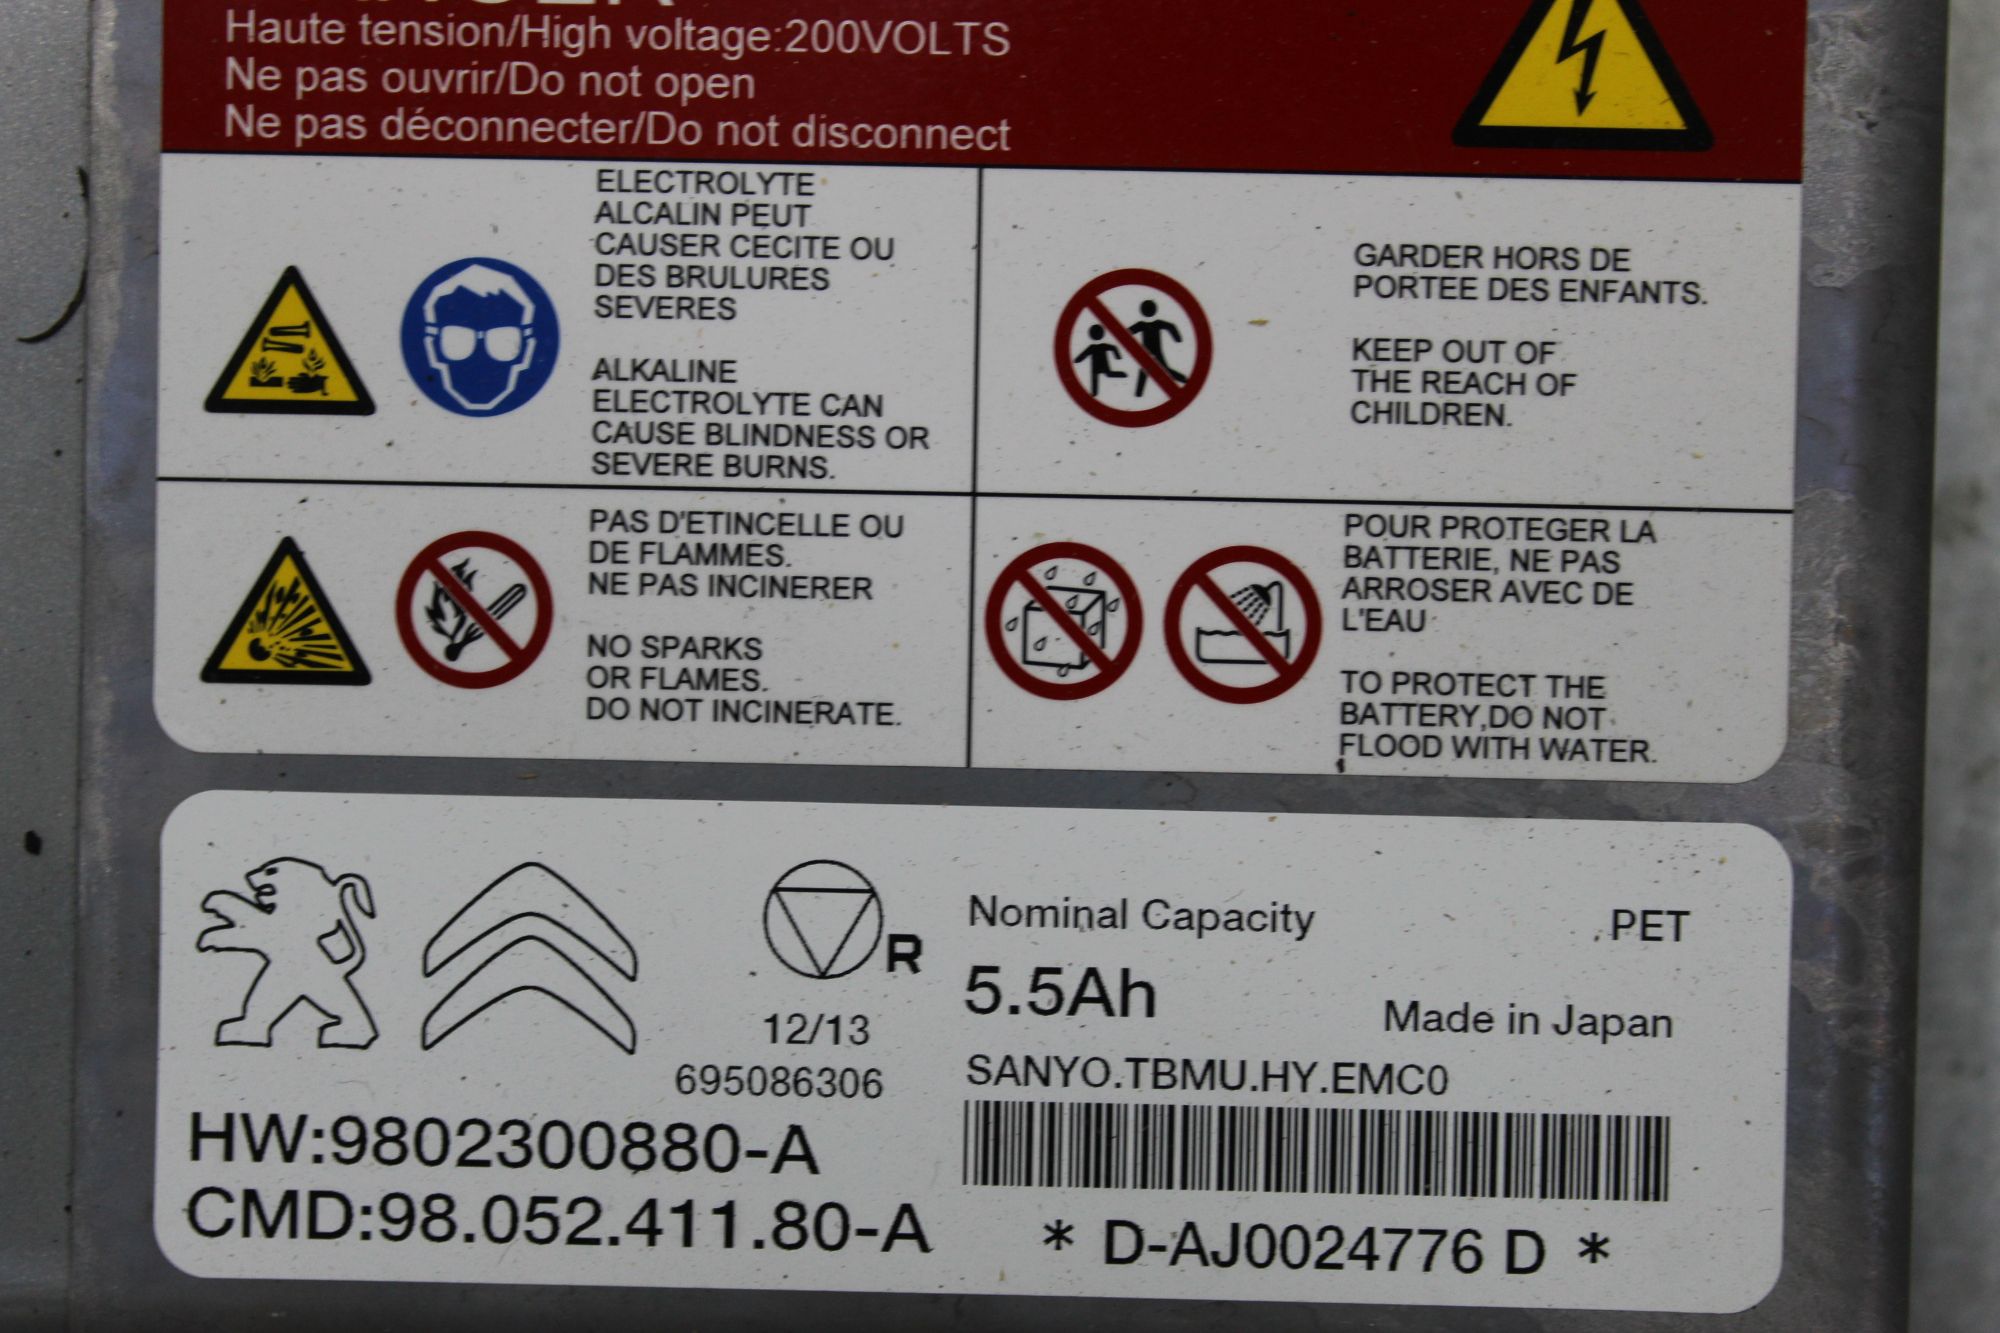 DANGER
Haute tension/High voltage:200VOLTS
Ne pas ouvrir/Do not open
Ne pas déconnecter/Do not disconnect
ELECTROLYTE
ALCALIN PEUT
CAUSER CECITE OU
DES BRULURES
SEVERES
ALKALINE
ELECTROLYTE CAN
CAUSE BLINDNESS OR
SEVERE BURNS.
GARDER HORS DE
PORTEE DES ENFANTS.
KEEP OUT OF
THE REACH OF
CHILDREN.
PAS D'ETINCELLE OU
DE FLAMMES.
NE PAS INCINERER
NO SPARKS
OR FLAMES.
DO NOT INCINERATE.
POUR PROTEGER LA
BATTERIE, NE PAS
ARROSER AVEC DE
L'EAU
TO PROTECT THE
BATTERY,DO NOT
FLOOD WITH WATER.
R
12/13
695086306
HW:9802300880-A
CMD:98.052.411.80-A
Nominal Capacity
PET
5.5Ah
Made in Japan
SANYO.TBMU.HY.EMC0
* D-AJ0024776 D *